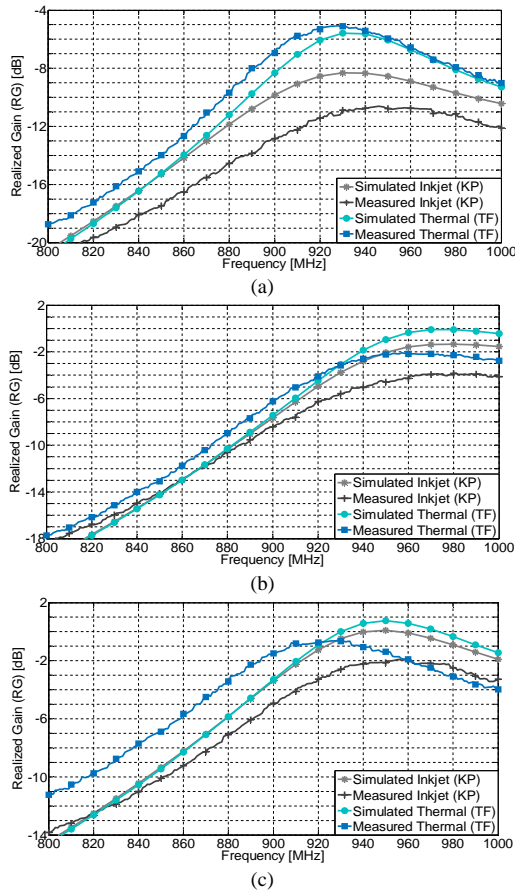 -4
-8
-12
-16
-20
Realized Gain (RG) [dB]
Simulated Inkjet (KP)
Measured Inkjet (KP)
Simulated Thermal (TF)
Measured Thermal (TF)
800 820 840 860 880 900 920 940 960 980 1000
Frequency [MHz]
(a)
2
-2
-6
-10
-14
-18
Realized Gain (RG) [dB]
Simulated Inkjet (KP)
Measured Inkjet (KP)
Simulated Thermal (TF)
Measured Thermal (TF)
800 820 840 860 880 900 920 940 960 980 1000
Frequency [MHz]
(b)
2
-2
-6
-10
-14
Realized Gain (RG) [dB]
Simulated Inkjet (KP)
Measured Inkjet (KP)
Simulated Thermal (TF)
Measured Thermal (TF)
800 820 840 860 880 900 920 940 960 980 1000
Frequency [MHz]
(c)